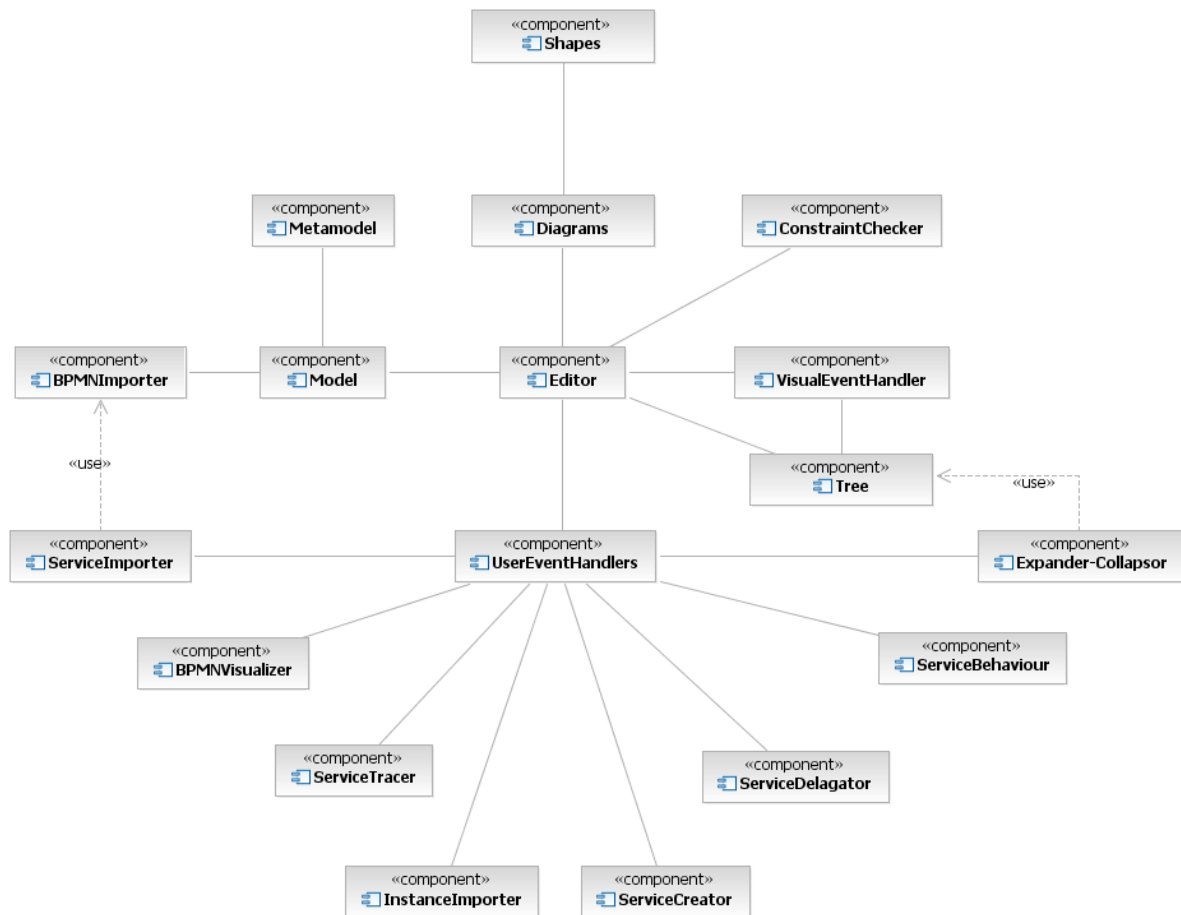 «component»
Shapes
«component»
Metamodel
«component»
Diagrams
«component»
ConstraintChecker
«component»
BPMNImporter
«component»
Model
«component»
Editor
«component»
VisualEventHandler
«use»
«component»
Tree
«use»
«component»
ServiceImporter
«component»
UserEventHandlers
«component»
Expander-Collapsor
«component»
BPMNVisualizer
«component»
ServiceBehaviour
«component»
ServiceTracer
«component»
ServiceDelagator
«component»
InstanceImporter
«component»
ServiceCreator